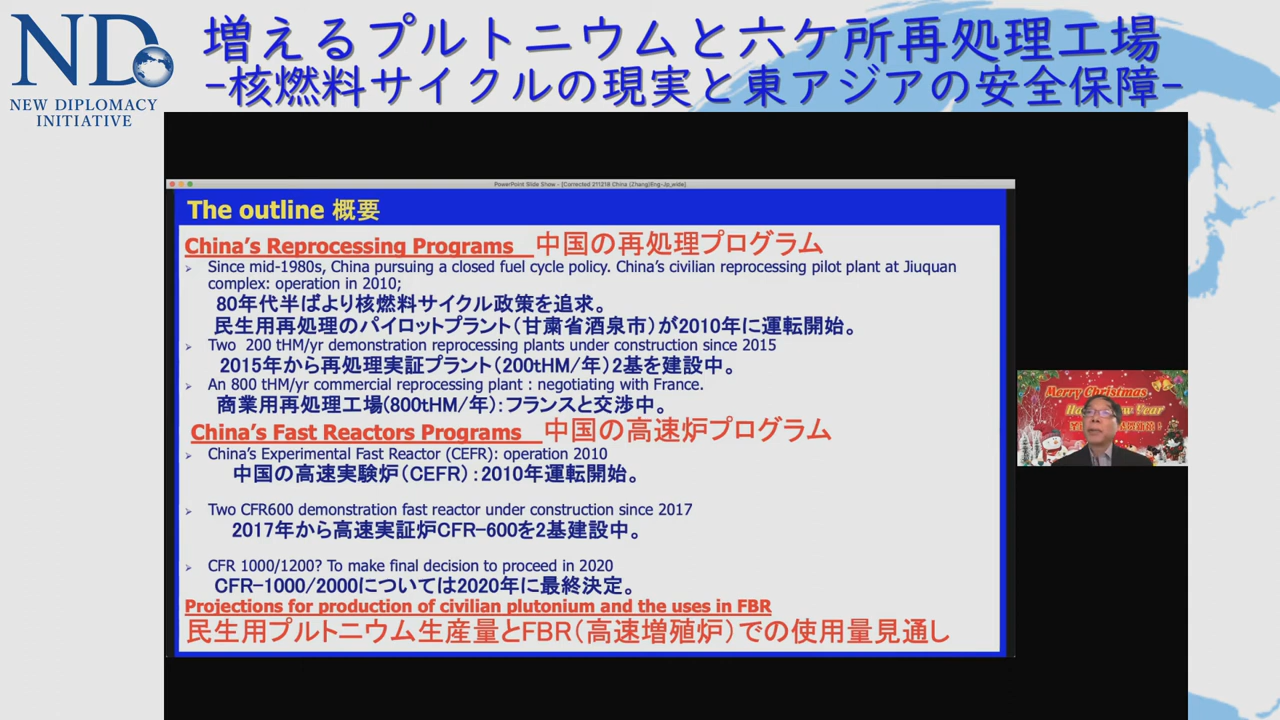 増えるプルトニウムと六ケ所再処理工場
-核燃料サイクルの現実と東アジアの安全保障-
ND
NEW DIPLOMACY
INITIATIVE
PowerPoint Slide Show - [Corrected 211218 China (Zhang)Eng-Jp_wide]
The outline 概要
China's Reprocessing Programs 中国の再処理プログラム
Since mid-1980s, China pursuing a closed fuel cycle policy. China's civilian reprocessing pilot plant at Jiuquan
complex: operation in 2010;
80年代半ばより核燃料サイクル政策を追求。
民生用再処理のパイロットプラント（甘粛省酒泉市）が2010年に運転開始。
Two 200 tHM/yr demonstration reprocessing plants under construction since 2015
2015年から再処理実証プラント（200tHM/年）2基を建設中。
An 800 tHM/yr commercial reprocessing plant : negotiating with France.
商業用再処理工場(800tHM/年)：フランスと交渉中。
China's Fast Reactors Programs 中国の高速炉プログラム
China's Experimental Fast Reactor (CEFR): operation 2010
中国の高速実験炉（CEFR）：2010年運転開始。
Two CFR600 demonstration fast reactor under construction since 2017
2017年から高速実証炉CFR-600を2基建設中。
CFR 1000/1200? To make final decision to proceed in 2020
CFR-1000/2000については2020年に最終決定。
Projections for production of civilian plutonium and the uses in FBR
民生用プルトニウム生産量とFBR（高速増殖炉）での使用量見通し
Merry Christmas